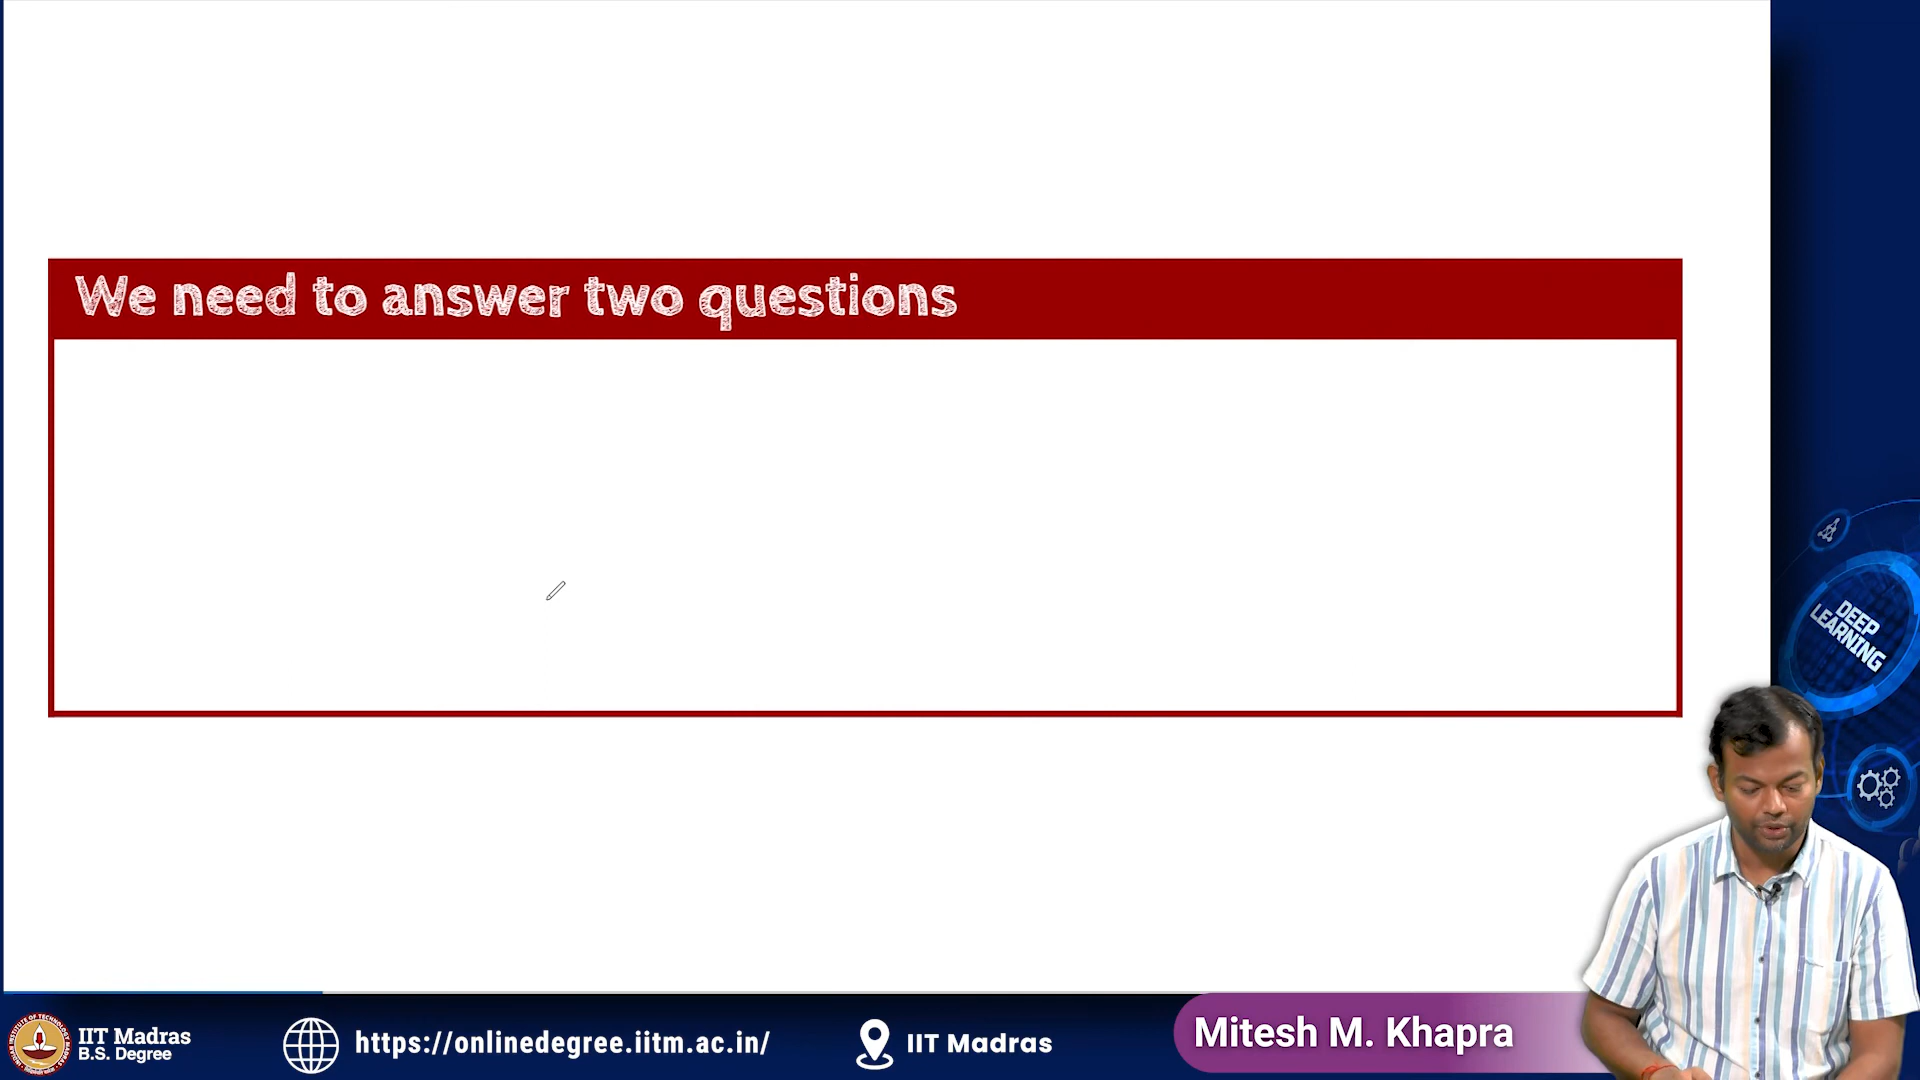 We need to answer two questions
DEEP
LEARNING
IIT Madras
B.S. Degree
https://onlinedegree.iitm.ac.in/
IIT Madras
Mitesh M. Khapra